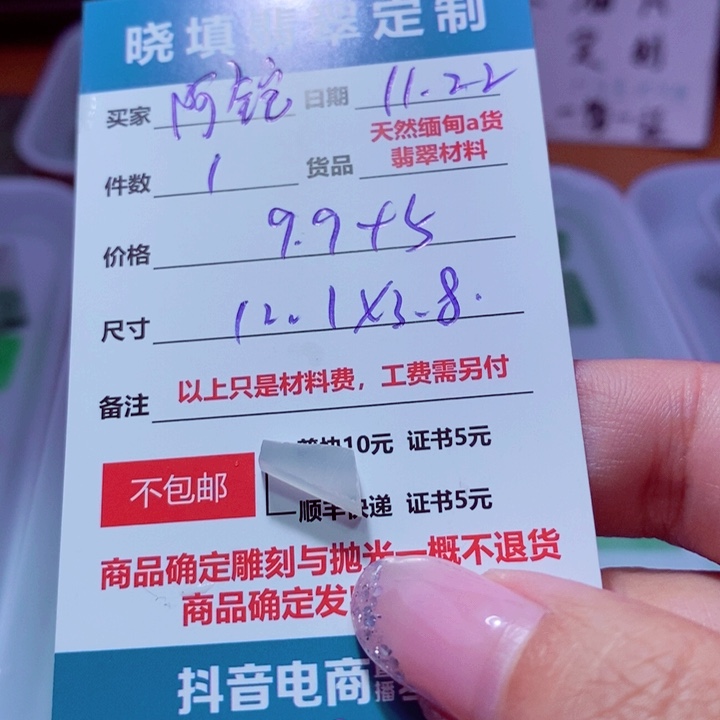 晓填翡翠定制
买家 阿锭 日期 11.22
件数 1 货品 天然缅甸a货
翡翠材料
价格 9.9+5
尺寸 12.1X3.8.
备注 以上只是材料费，工费需另付
10元 证书5元
不包邮
顺丰快递 证书5元
商品确定雕刻与抛光一概不退货
商品确定发
抖音电商